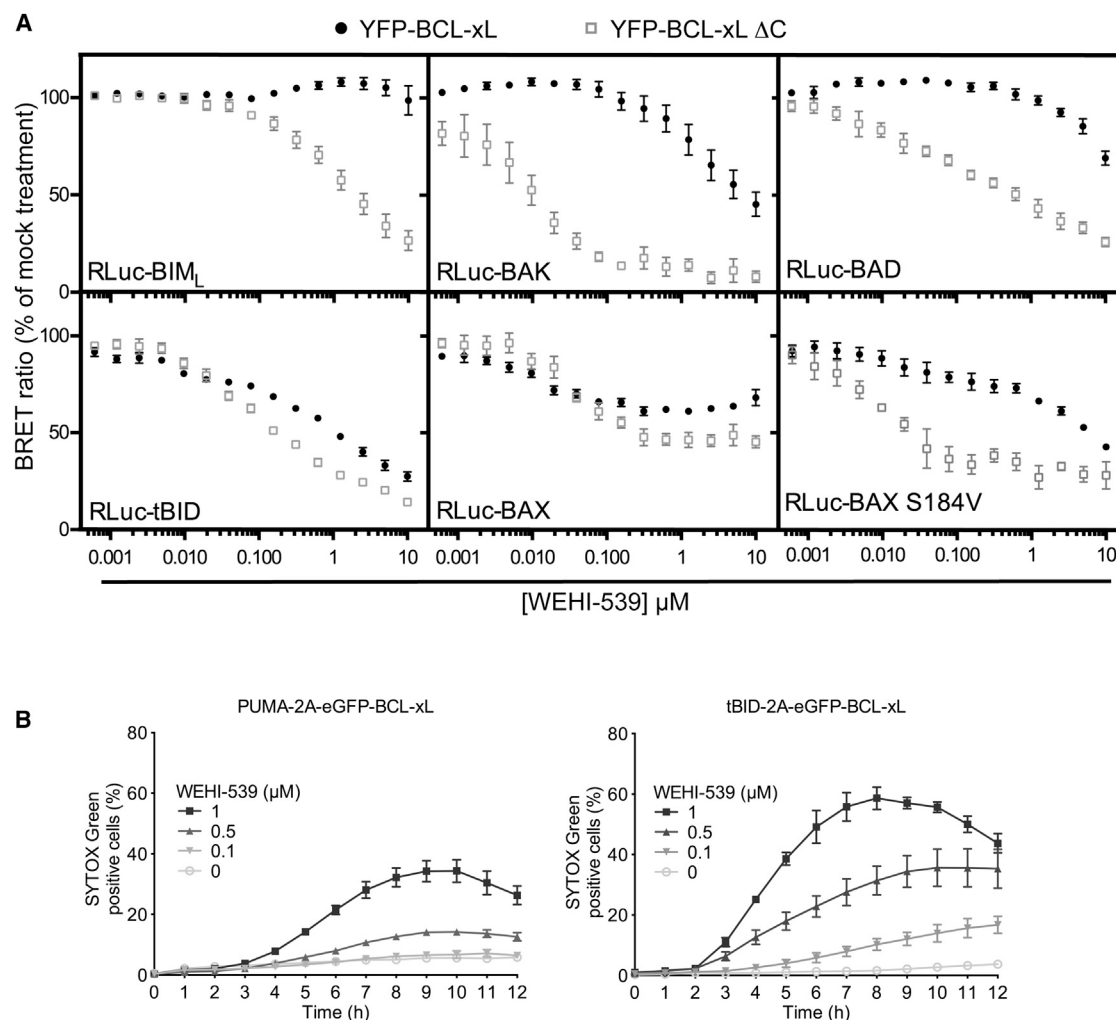 A
YFP-BCL-xL
YFP-BCL-xL ΔC
BRET ratio (% of mock treatment)
100
50
0
RLuc-BIML
RLuc-BAK
RLuc-BAD
100
50
0
RLuc-tBID
RLuc-BAX
RLuc-BAX S184V
0.001 0.010 0.100 1 10
0.001 0.010 0.100 1 10
0.001 0.010 0.100 1 10
[WEHI-539] µM
B
PUMA-2A-eGFP-BCL-xL
SYTOX Green
positive cells (%)
80
60
40
20
0
WEHI-539 (µM)
1
0.5
0.1
0
0 1 2 3 4 5 6 7 8 9 10 11 12
Time (h)
tBID-2A-eGFP-BCL-xL
SYTOX Green
positive cells (%)
80
60
40
20
0
WEHI-539 (µM)
1
0.5
0.1
0
0 1 2 3 4 5 6 7 8 9 10 11 12
Time (h)